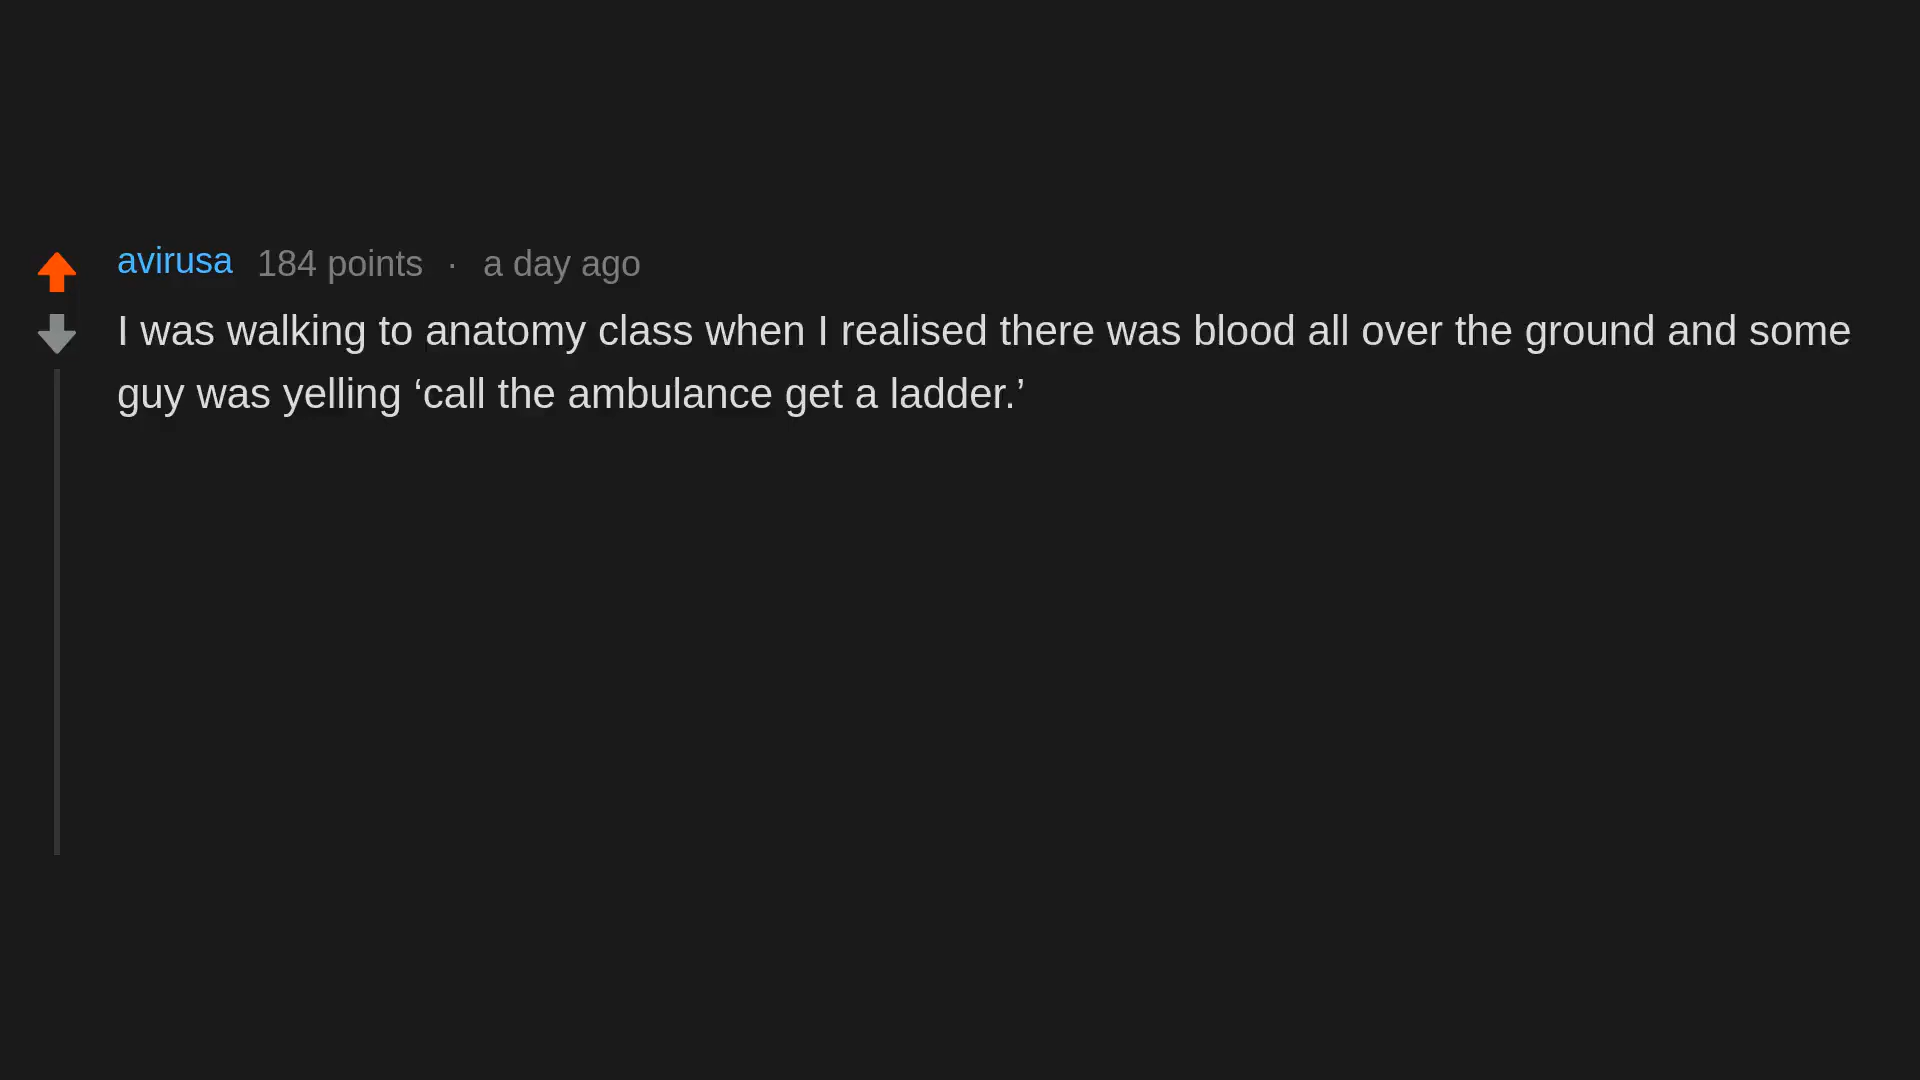 avirusa 184 points · a day ago
I was walking to anatomy class when I realised there was blood all over the ground and some
guy was yelling ‘call the ambulance get a ladder.’